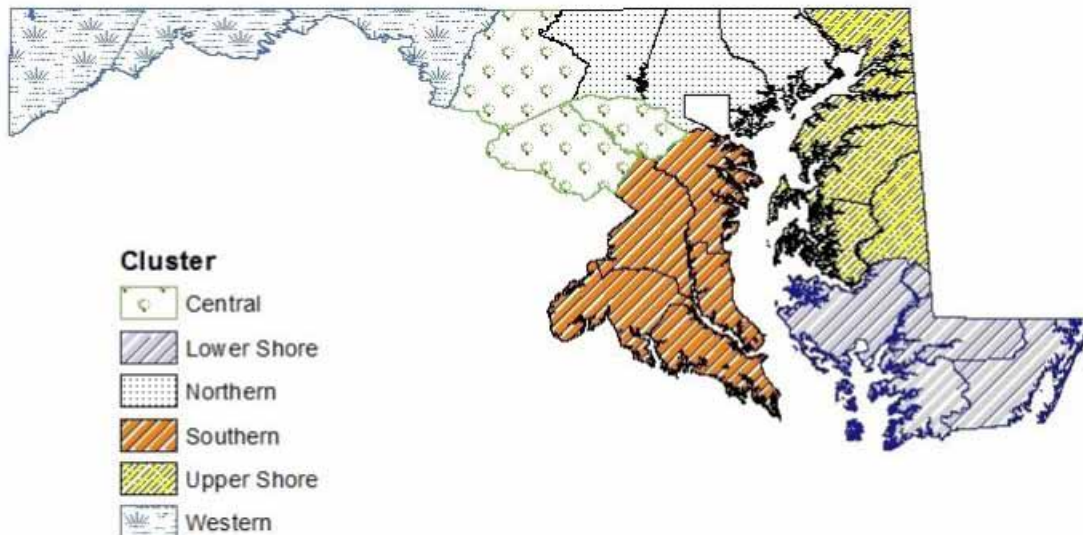 Cluster
Central
Lower Shore
Northern
Southern
Upper Shore
Western